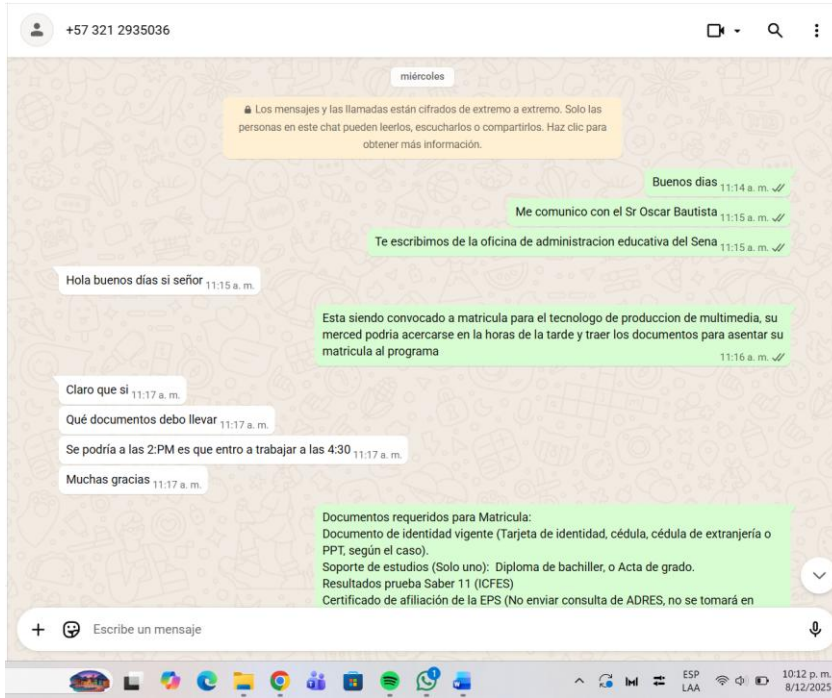 +57 321 2935036
miércoles
Los mensajes y las llamadas están cifrados de extremo a extremo. Solo las
personas en este chat pueden leerlos, escucharlos o compartirlos. Haz clic para
obtener más información.
Buenos dias 11:14 a. m.
Me comunico con el Sr Oscar Bautista 11:15 a. m.
Te escribimos de la oficina de administracion educativa del Sena 11:15 a. m.
Hola buenos días si señor 11:15 a. m.
Esta siendo convocado a matricula para el tecnologo de produccion de multimedia, su
merced podria acercarse en la horas de la tarde y traer los documentos para asentar su
matricula al programa
11:16 a. m.
Claro que si 11:17 a. m.
Qué documentos debo llevar 11:17 a. m.
Se podría a las 2:PM es que entro a trabajar a las 4:30 11:17 a. m.
Muchas gracias 11:17 a. m.
Documentos requeridos para Matricula:
Documento de identidad vigente (Tarjeta de identidad, cédula, cédula de extranjería o
PPT, según el caso).
Soporte de estudios (Solo uno): Diploma de bachiller, o Acta de grado.
Resultados prueba Saber 11 (ICFES)
Certificado de afiliación de la EPS (No enviar consulta de ADRES, no se tomará en
Escribe un mensaje
ESP
LAA
10:12 p. m.
8/12/2025